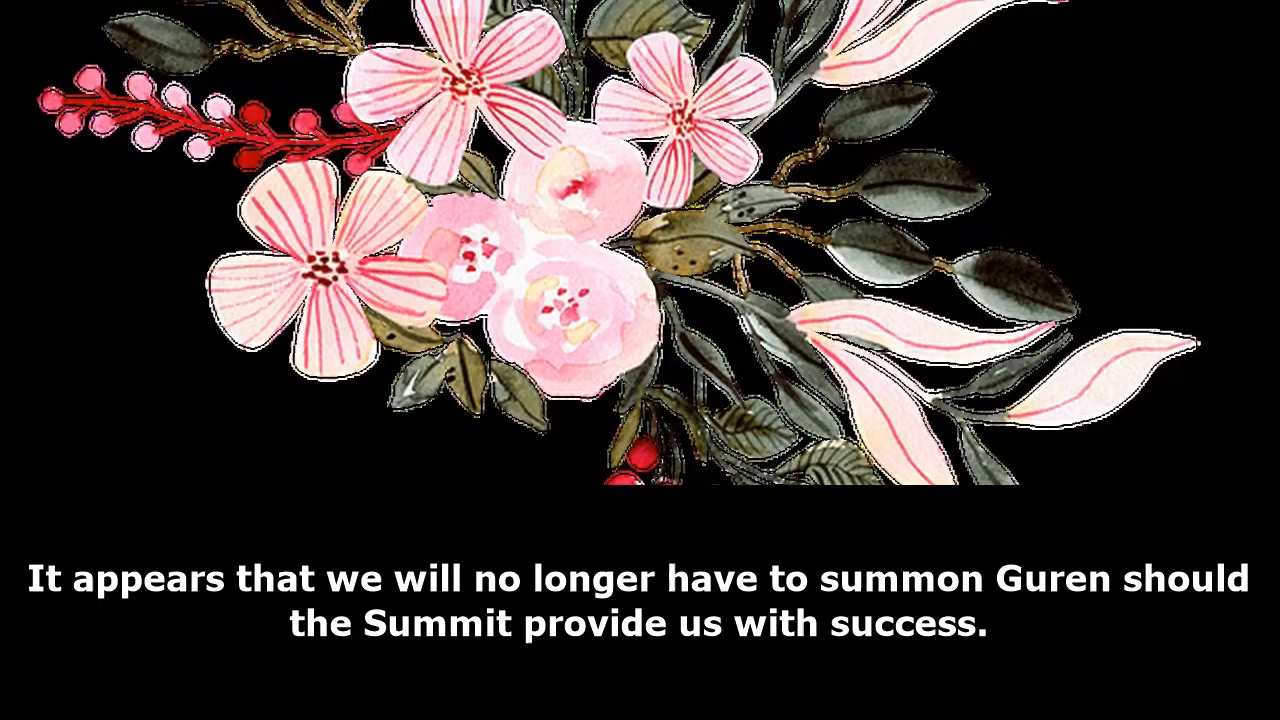 It appears that we will no longer have to summon Guren should
the Summit provide us with success.